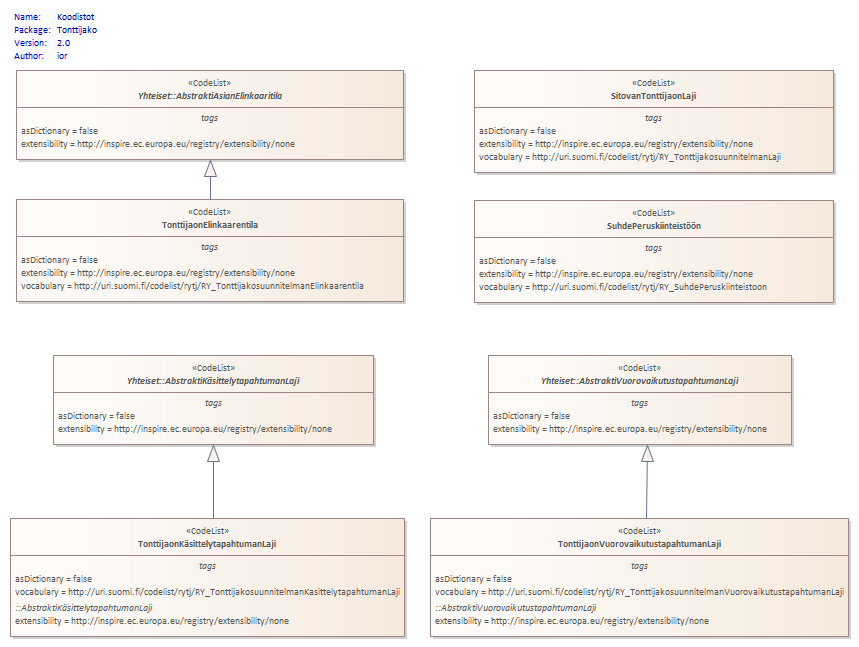 Name: Koodistot
Package: Tonttijako
Version: 2.0
Author: ior
«CodeList»
Yhteiset::AbstraktiAsianElinkaaritila
tags
asDictionary = false
extensibility = http://inspire.ec.europa.eu/registry/extensibility/none
«CodeList»
SitovanTonttijaonLaji
tags
asDictionary = false
extensibility = http://inspire.ec.europa.eu/registry/extensibility/none
vocabulary = http://uri.suomi.fi/codelist/rytj/RY_TonttijakosuunnitelmanLaji
«CodeList»
TonttijaonElinkaarentila
tags
asDictionary = false
extensibility = http://inspire.ec.europa.eu/registry/extensibility/none
vocabulary = http://uri.suomi.fi/codelist/rytj/RY_TonttijakosuunnitelmanElinkaarentila
«CodeList»
SuhdePeruskiinteistöön
tags
asDictionary = false
extensibility = http://inspire.ec.europa.eu/registry/extensibility/none
vocabulary = http://uri.suomi.fi/codelist/rytj/RY_SuhdePeruskiinteistoon
«CodeList»
Yhteiset::AbstraktiKäsittelytapahtumanLaji
tags
asDictionary = false
extensibility = http://inspire.ec.europa.eu/registry/extensibility/none
«CodeList»
Yhteiset::AbstraktiVuorovaikutustapahtumanLaji
tags
asDictionary = false
extensibility = http://inspire.ec.europa.eu/registry/extensibility/none
«CodeList»
TonttijaonKäsittelytapahtumanLaji
tags
asDictionary = false
vocabulary = http://uri.suomi.fi/codelist/rytj/RY_TonttijakosuunnitelmanKasittelytapahtumanLaji
::AbstraktiKäsittelytapahtumanLaji
extensibility = http://inspire.ec.europa.eu/registry/extensibility/none
«CodeList»
TonttijaonVuorovaikutustapahtumanLaji
tags
asDictionary = false
vocabulary = http://uri.suomi.fi/codelist/rytj/RY_TonttijakosuunnitelmanVuorovaikutustapahtumanLaji
::AbstraktiVuorovaikutustapahtumanLaji
extensibility = http://inspire.ec.europa.eu/registry/extensibility/none